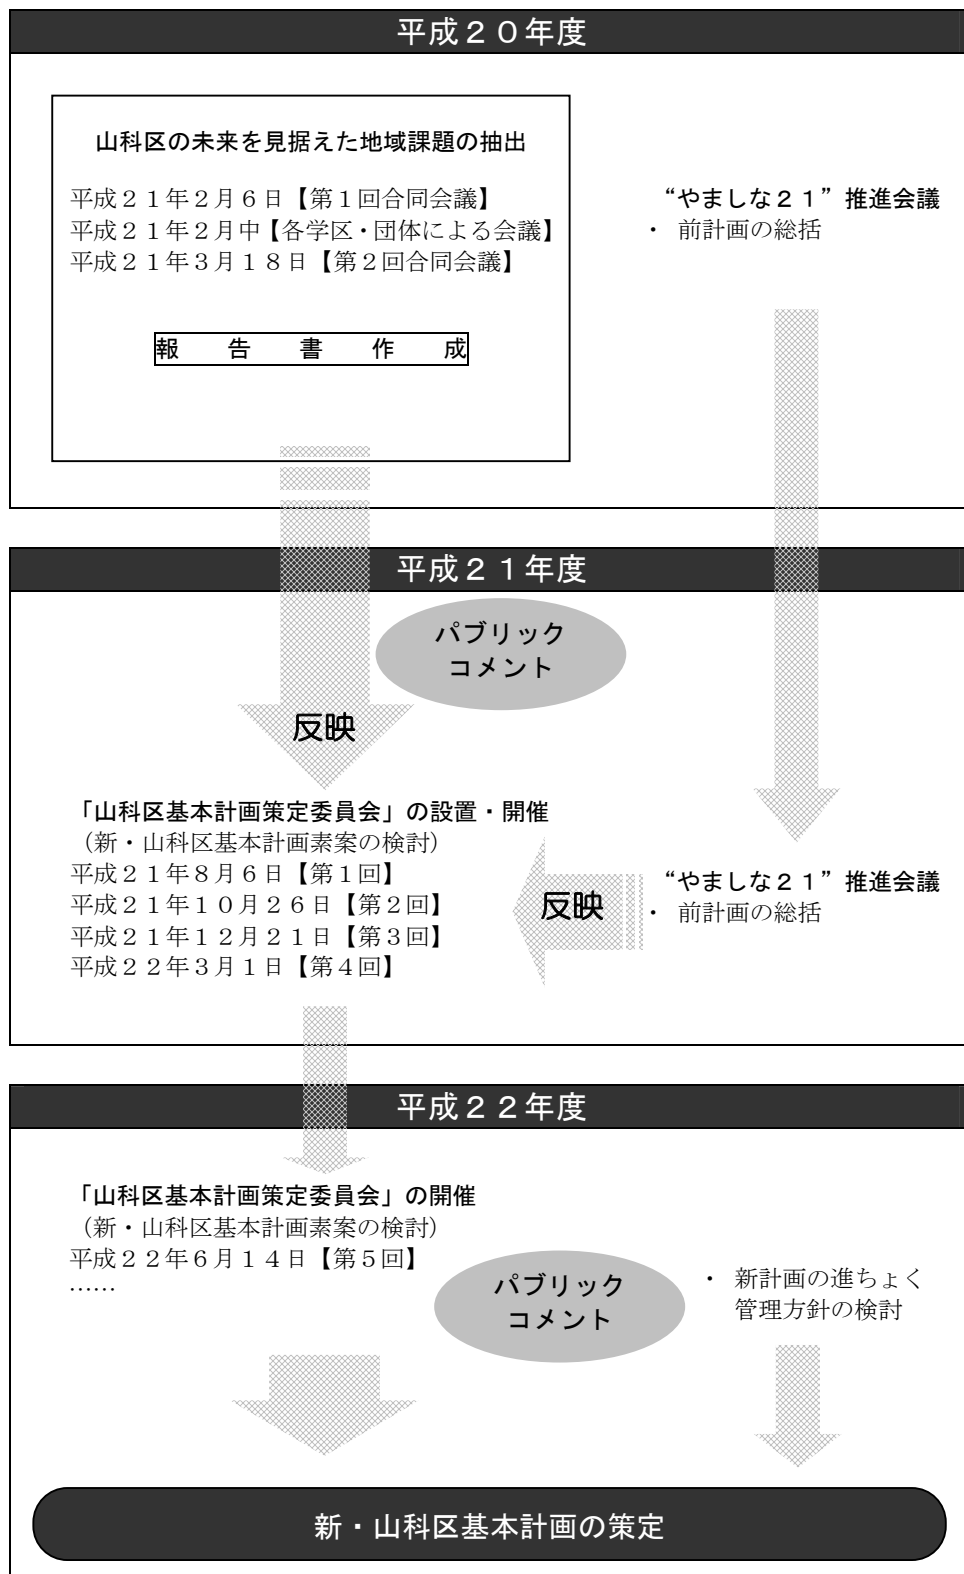 平成２０年度
山科区の未来を見据えた地域課題の抽出
平成２１年２月６日【第１回合同会議】
平成２１年２月中【各学区・団体による会議】
平成２１年３月１８日【第２回合同会議】
報告書作成
“やましな２１”推進会議
・ 前計画の総括
平成２１年度
パブリック
コメント
反映
「山科区基本計画策定委員会」の設置・開催
（新・山科区基本計画素案の検討）
平成２１年８月６日【第１回】
平成２１年１０月２６日【第２回】
平成２１年１２月２１日【第３回】
平成２２年３月１日【第４回】
反映
“やましな２１”推進会議
・ 前計画の総括
平成２２年度
「山科区基本計画策定委員会」の開催
（新・山科区基本計画素案の検討）
平成２２年６月１４日【第５回】
……
パブリック
コメント
・ 新計画の進ちょく
管理方針の検討
新・山科区基本計画の策定